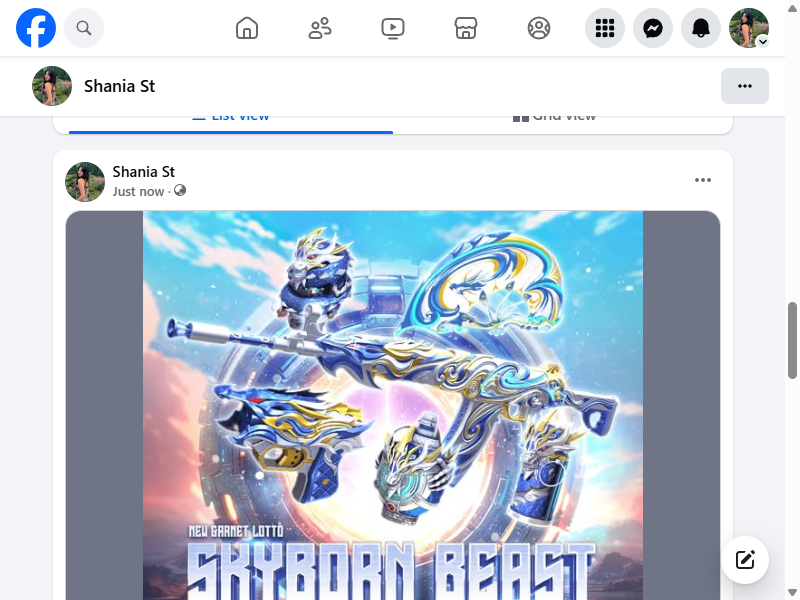 Shania St
List view
Grid view
Shania St
Just now ·
NEW GARNET LOTTO
SKYBORN BEAST